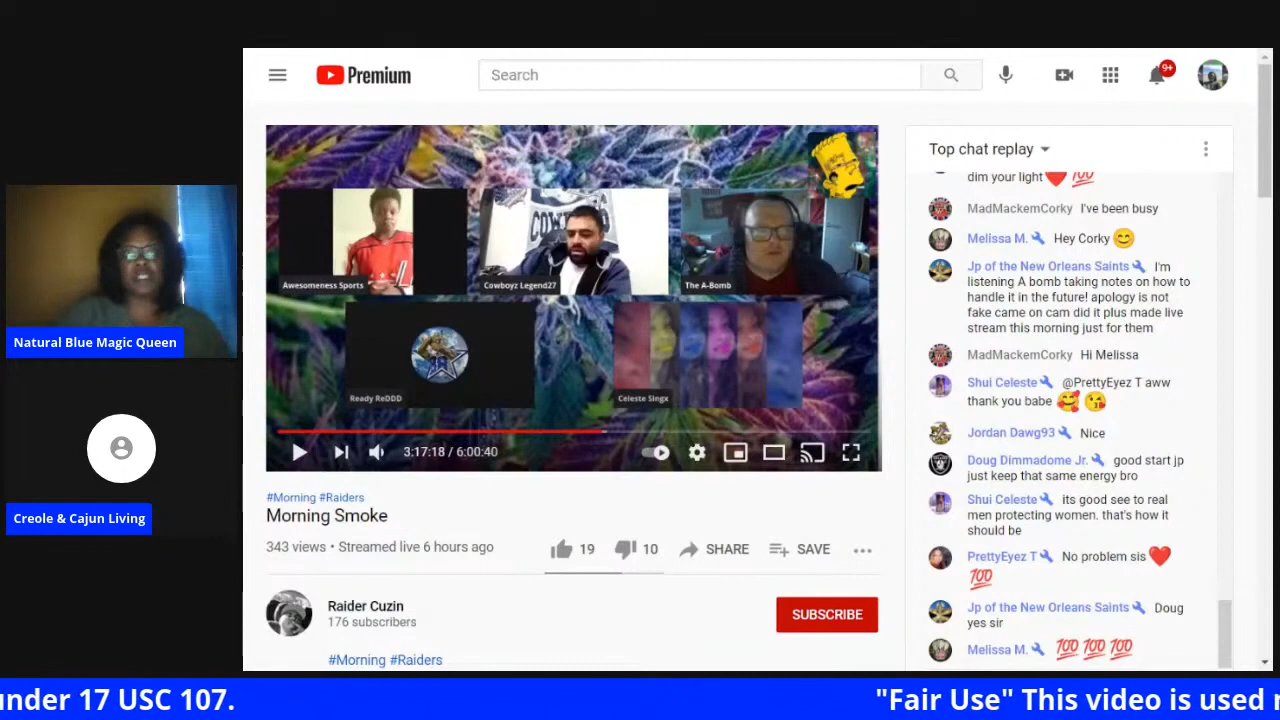 Natural Blue Magic Queen
Creole & Cajun Living
Premium
Search
9+
Awesomeness Sports
COWBOYZ
Cowboyz Legend27
The A-Bomb
Ready ReDDD
Celeste Singx
3:17:18 / 6:00:40
#Morning #Raiders
Morning Smoke
343 views • Streamed live 6 hours ago
19
10
SHARE
SAVE
Raider Cuzin
176 subscribers
SUBSCRIBE
#Morning #Raiders
Top chat replay
dim your light ❤️ 💯
MadMackemCorky I've been busy
Melissa M. Hey Corky 😊
Jp of the New Orleans Saints I'm
listening A bomb taking notes on how to
handle it in the future! apology is not
fake came on cam did it plus made live
stream this morning just for them
MadMackemCorky Hi Melissa
Shui Celeste @PrettyEyez T aww
thank you babe 🥰 😘
Jordan Dawg93 Nice
Doug Dimmadome Jr. good start jp
just keep that same energy bro
Shui Celeste its good see to real
men protecting women. that's how it
should be
PrettyEyez T No problem sis ❤️
💯
Jp of the New Orleans Saints Doug
yes sir
Melissa M. 💯 💯 💯
under 17 USC 107.
"Fair Use" This video is used